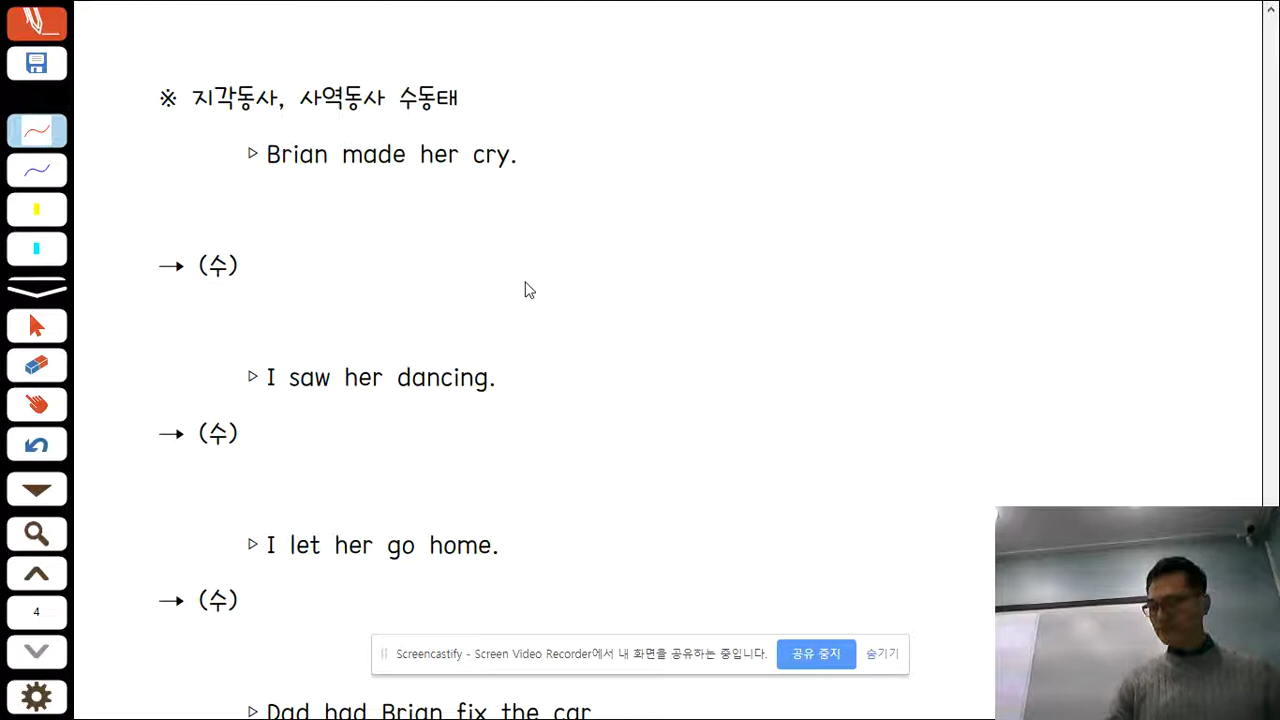 ※ 지각동사, 사역동사 수동태
▷ Brian made her cry.
→ (수)
▷ I saw her dancing.
→ (수)
▷ I let her go home.
→ (수)
Screencastify - Screen Video Recorder에서 내 화면을 공유하는 중입니다. 공유 중지 숨기기
▷ Dad had Brian fix the car
4